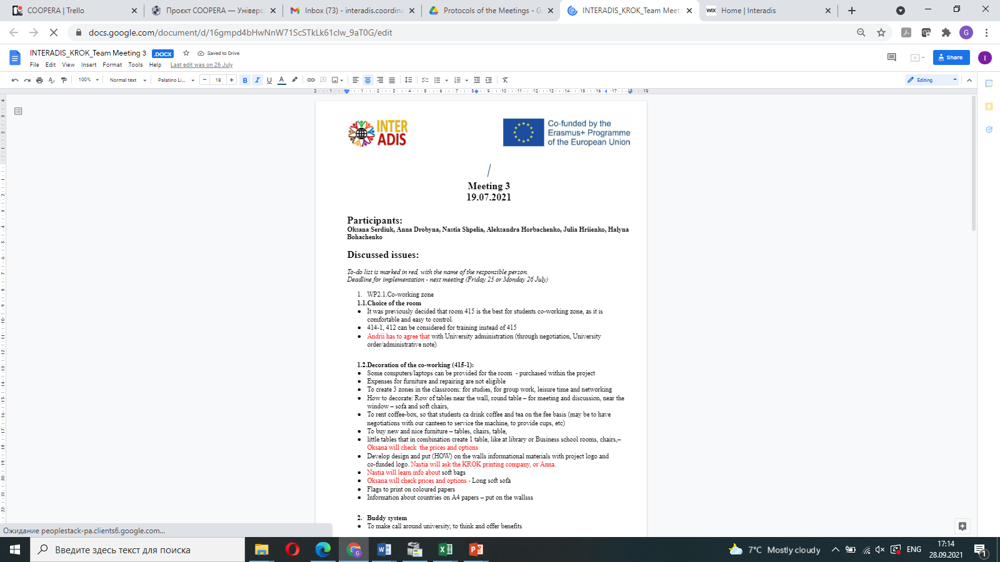 COOPERA | Trello
Проєкт COOPERA — Універс
Inbox (73) - interadis.coordina
Protocols of the Meetings - G
INTERADIS_KROK_Team Meet
WIX Home | Interadis
docs.google.com/document/d/16gmpd4bHwNnW71ScSTkLk61clw_9aT0G/edit
G
INTERADIS_KROK_Team Meeting 3 .DOCX Saved to Drive
File Edit View Insert Format Tools Help Last edit was on 26 July
Share
I
100% Normal text Palatino Li... 18 B I U A Editing
INTER
ADIS
Co-funded by the
Erasmus+ Programme
of the European Union
Meeting 3
19.07.2021
Participants:
Oksana Serdiuk, Anna Drobyna, Nastia Shpelia, Aleksandra Horbachenko, Julia Hriienko, Halyna
Bohachenko
Discussed issues:
To-do list is marked in red, with the name of the responsible person.
Deadline for implementation - next meeting (Friday 23 or Monday 26 July)
1. WP2.1.Co-working zone
1.1.Choice of the room
● It was previously decided that room 415 is the best for students co-working zone, as it is
comfortable and easy to control.
● 414-1, 412 can be considered for training instead of 415
● Andrii has to agree that with University administration (through negotiation, University
order/administrative note)
1.2.Decoration of the co-working (415-1):
● Some computers/laptops can be provided for the room - purchased within the project
● Expenses for furniture and repairing are not eligible
● To create 3 zones in the classroom: for studies, for group work, leisure time and networking
● How to decorate: Row of tables near the wall, round table – for meeting and discussion, near the
window – sofa and soft chairs,
● To rent coffee-box, so that students ca drink coffee and tea on the fee basis (may be to have
negotiations with our canteen to service the machine, to provide cups, etc)
● To buy new and nice furniture – tables, chairs, table,
● little tables that in combination create 1 table, like at library or Business school rooms, chairs,–
Oksana will check the prices and options
● Develop design and put (HOW) on the walls informational materials with project logo and
co-funded logo. Nastia will ask the KROK printing company, or Anna.
● Nastia will learn info about soft bags
● Oksana will check prices and options - Long soft sofa
● Flags to print on coloured papers
● Information about countries on A4 papers – put on the wallsss
2. Buddy system
● To make call around university, to think and offer benefits
Ожидание peoplestack-pa.clients6.google.com...
Введите здесь текст для поиска
7°C Mostly cloudy
ENG
17:14
28.09.2021
1